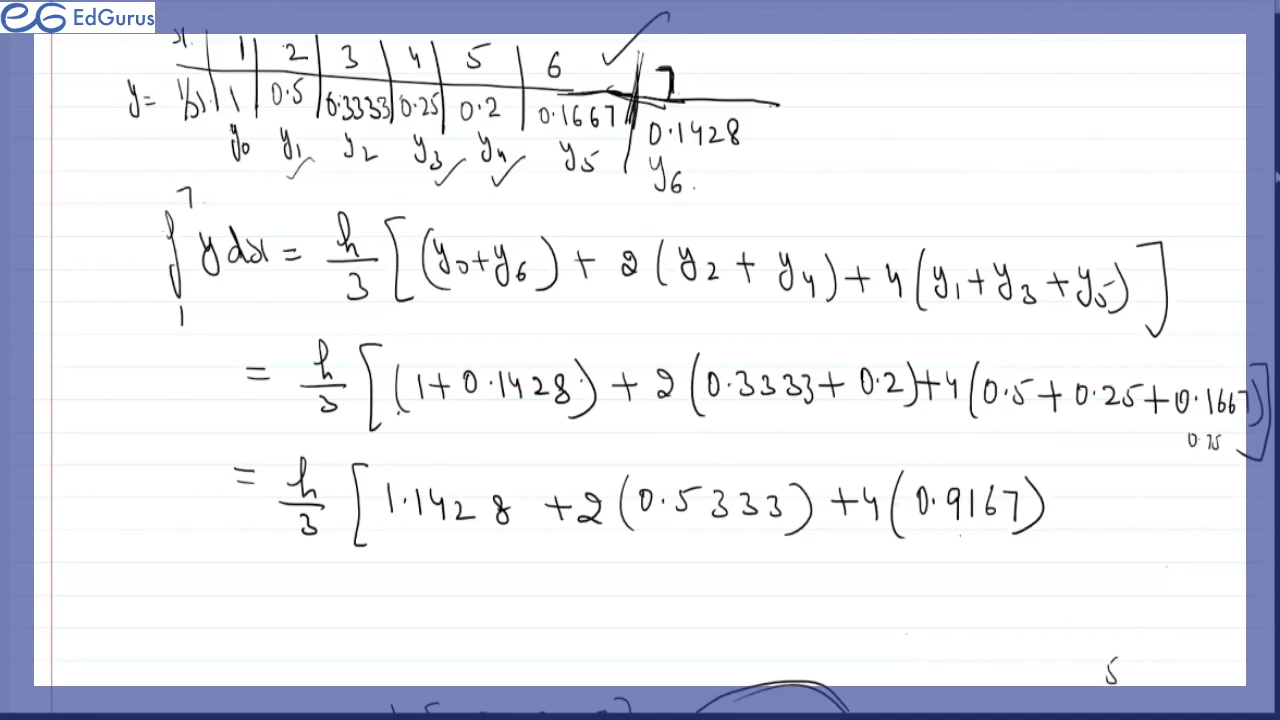 EdGurus
x 1 2 3 4 5 6 7
y = 1/x 1 0.5 0.3333 0.25 0.2 0.1667 0.1428
y0 y1 y2 y3 y4 y5 y6
∫₁⁷ y dx = h/3 [(y0+y6) + 2(y2 + y4) + 4(y1+y3+y5)]
= h/3 [(1+0.1428) + 2(0.3333+0.2)+4(0.5+0.25+0.1667)]
0.75
= h/3 [1.1428 +2(0.5333)+4(0.9167)
5